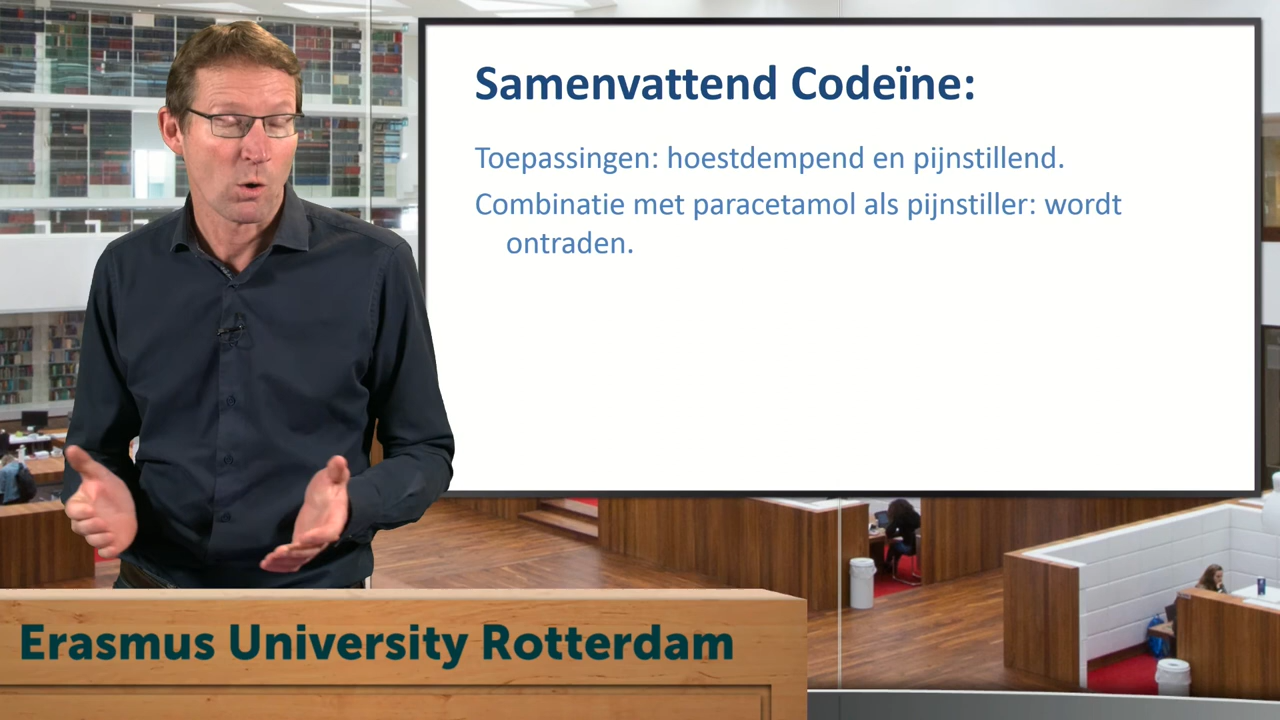 Samenvattend Codeïne:
Toepassingen: hoestdempend en pijnstillend.
Combinatie met paracetamol als pijnstiller: wordt
ontraden.
Erasmus University Rotterdam